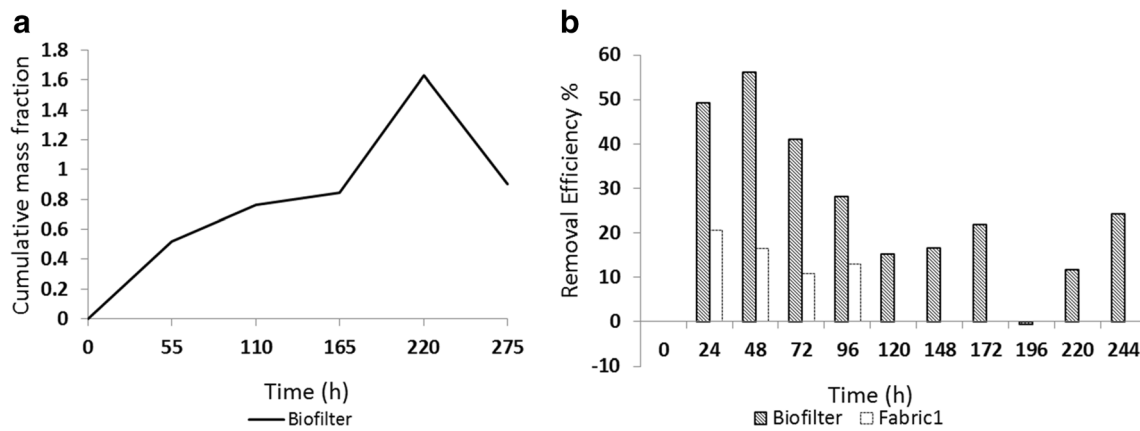 a
Cumulative mass fraction
1.8
1.6
1.4
1.2
1
0.8
0.6
0.4
0.2
0
0 55 110 165 220 275
Time (h)
Biofilter
b
Removal Efficiency %
60
50
40
30
20
10
0
-10
0 24 48 72 96 120 148 172 196 220 244
Time (h)
Biofilter Fabric1